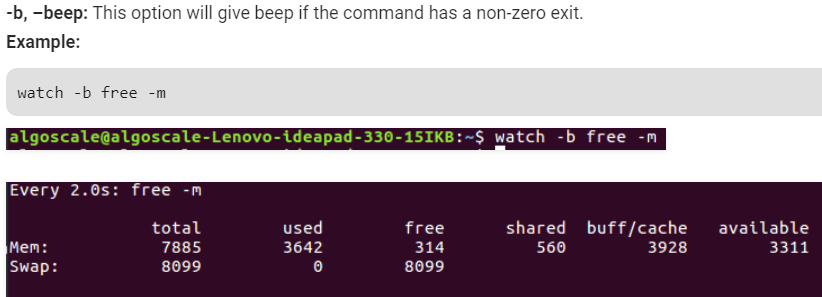 -b, –beep: This option will give beep if the command has a non-zero exit.
Example:
watch -b free -m
algoscale@algoscale-Lenovo-ideapad-330-15IKB:~$ watch -b free -m
Every 2.0s: free -m
total used free shared buff/cache available
Mem: 7885 3642 314 560 3928 3311
Swap: 8099 0 8099